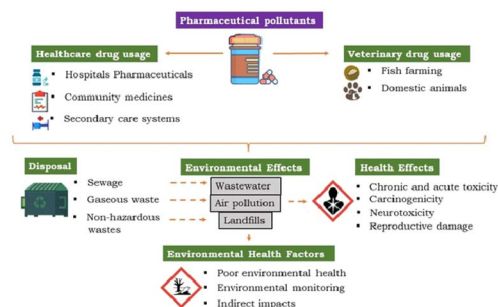 Pharmaceutical pollutants
Healthcare drug usage
▪ Hospitals Pharmaceuticals
▪ Community medicines
▪ Secondary care systems
Veterinary drug usage
▪ Fish farming
▪ Domestic animals
Disposal
▪ Sewage
▪ Gaseous waste
▪ Non-hazardous
wastes
Environmental Effects
Wastewater
Air pollution
Landfills
Health Effects
▪ Chronic and acute toxicity
▪ Carcinogenicity
▪ Neurotoxicity
▪ Reproductive damage
Environmental Health Factors
▪ Poor environmental health
▪ Environmental monitoring
▪ Indirect impacts